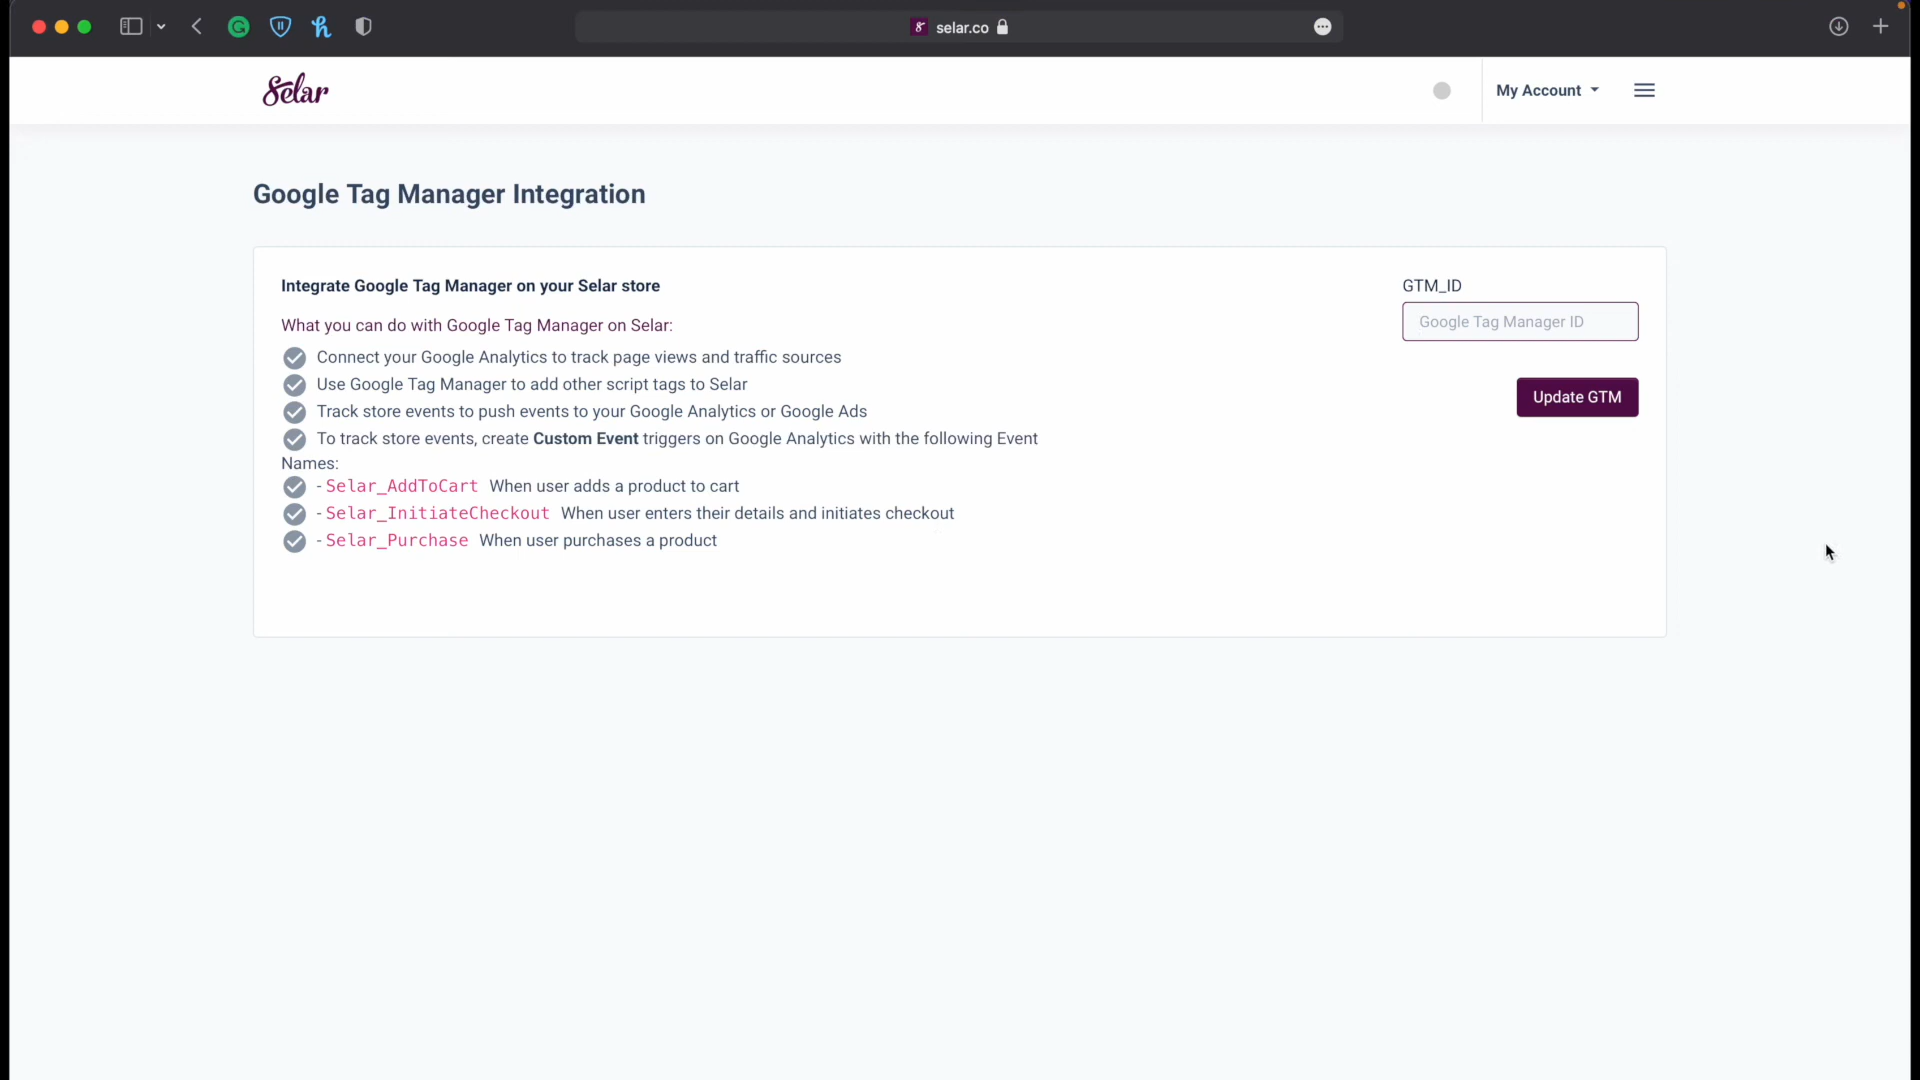 selar.co
Selar
My Account
Google Tag Manager Integration
Integrate Google Tag Manager on your Selar store
What you can do with Google Tag Manager on Selar:
Connect your Google Analytics to track page views and traffic sources
Use Google Tag Manager to add other script tags to Selar
Track store events to push events to your Google Analytics or Google Ads
To track store events, create Custom Event triggers on Google Analytics with the following Event
Names:
- Selar_AddToCart When user adds a product to cart
- Selar_InitiateCheckout When user enters their details and initiates checkout
- Selar_Purchase When user purchases a product
GTM_ID
Google Tag Manager ID
Update GTM